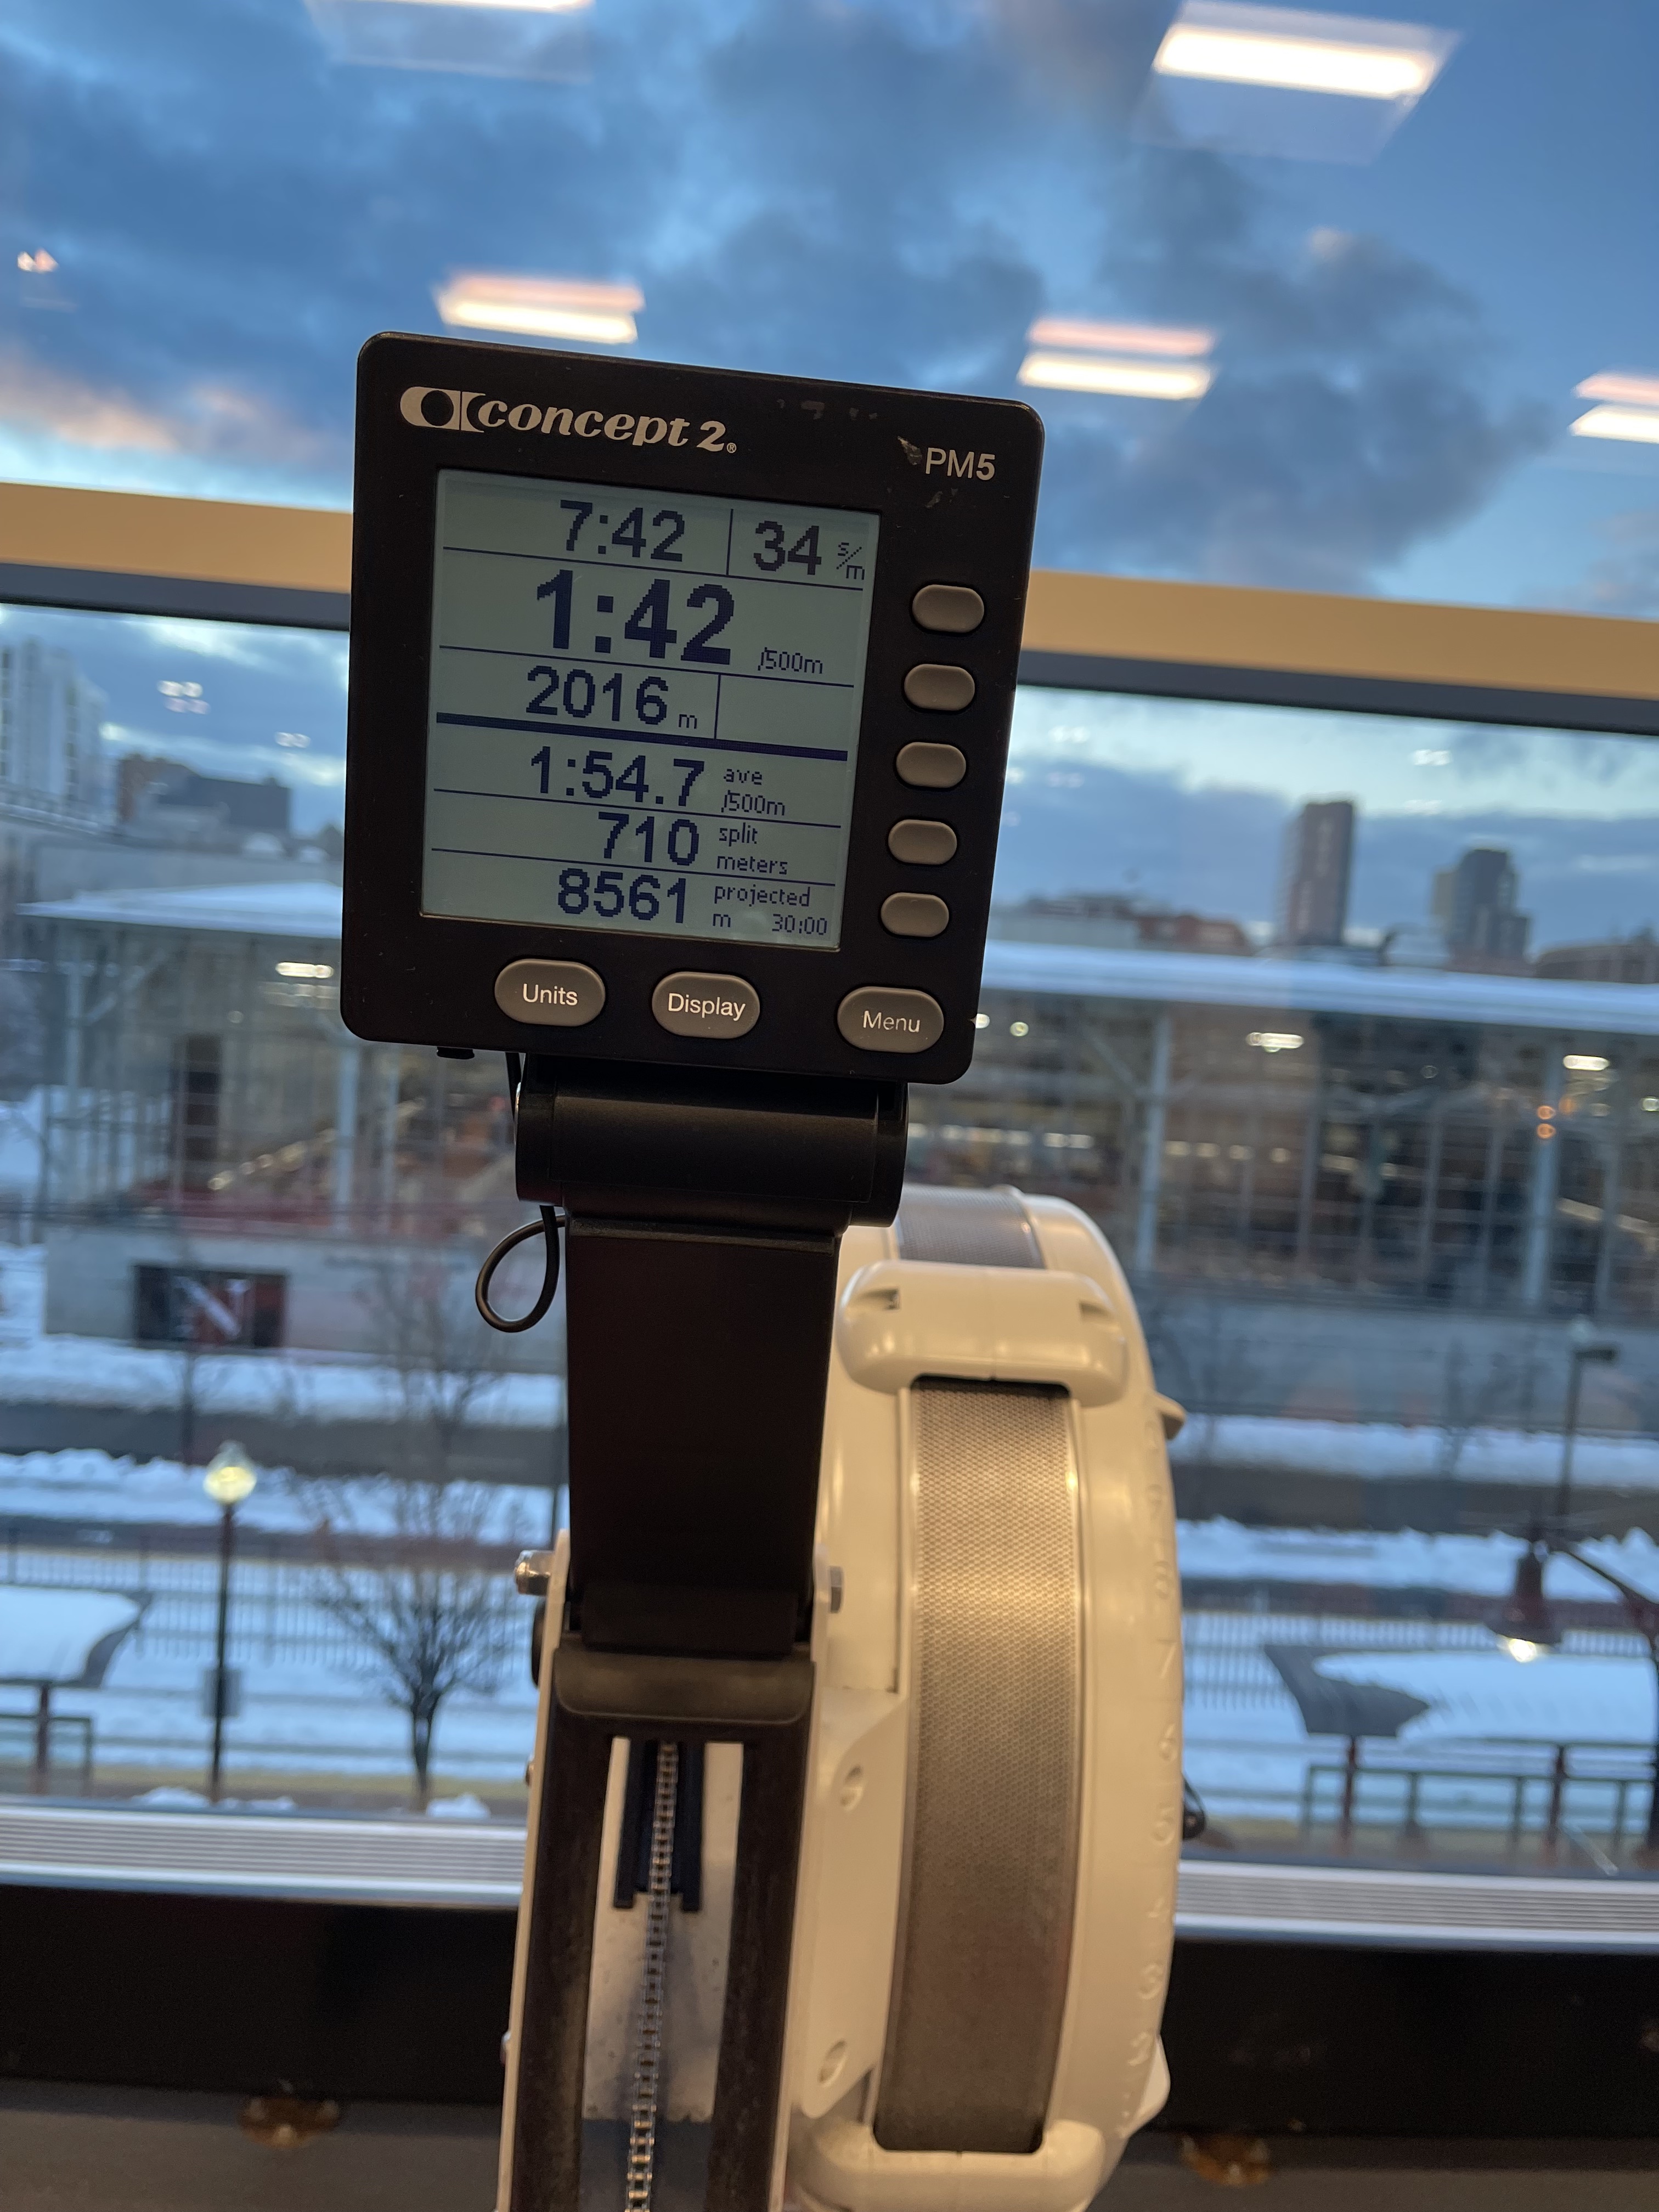 concept 2®
PM5
7:42 34 s/m
1:42 /500m
2016 m
1:54.7 ave /500m
710 split meters
8561 projected
m 30:00
Units Display Menu
N